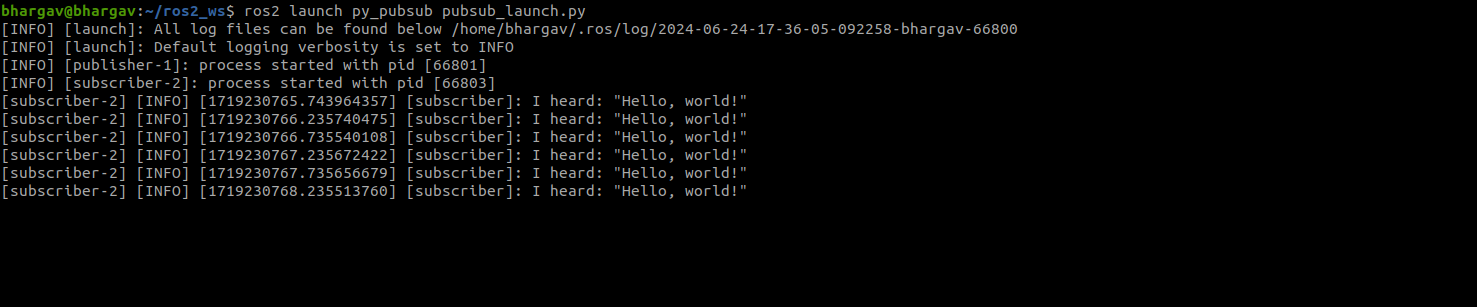 bhargav@bhargav:~/ros2_ws$ ros2 launch py_pubsub pubsub_launch.py
[INFO] [launch]: All log files can be found below /home/bhargav/.ros/log/2024-06-24-17-36-05-092258-bhargav-66800
[INFO] [launch]: Default logging verbosity is set to INFO
[INFO] [publisher-1]: process started with pid [66801]
[INFO] [subscriber-2]: process started with pid [66803]
[subscriber-2] [INFO] [1719230765.743964357] [subscriber]: I heard: "Hello, world!"
[subscriber-2] [INFO] [1719230766.235740475] [subscriber]: I heard: "Hello, world!"
[subscriber-2] [INFO] [1719230766.735540108] [subscriber]: I heard: "Hello, world!"
[subscriber-2] [INFO] [1719230767.235672422] [subscriber]: I heard: "Hello, world!"
[subscriber-2] [INFO] [1719230767.735656679] [subscriber]: I heard: "Hello, world!"
[subscriber-2] [INFO] [1719230768.235513760] [subscriber]: I heard: "Hello, world!"